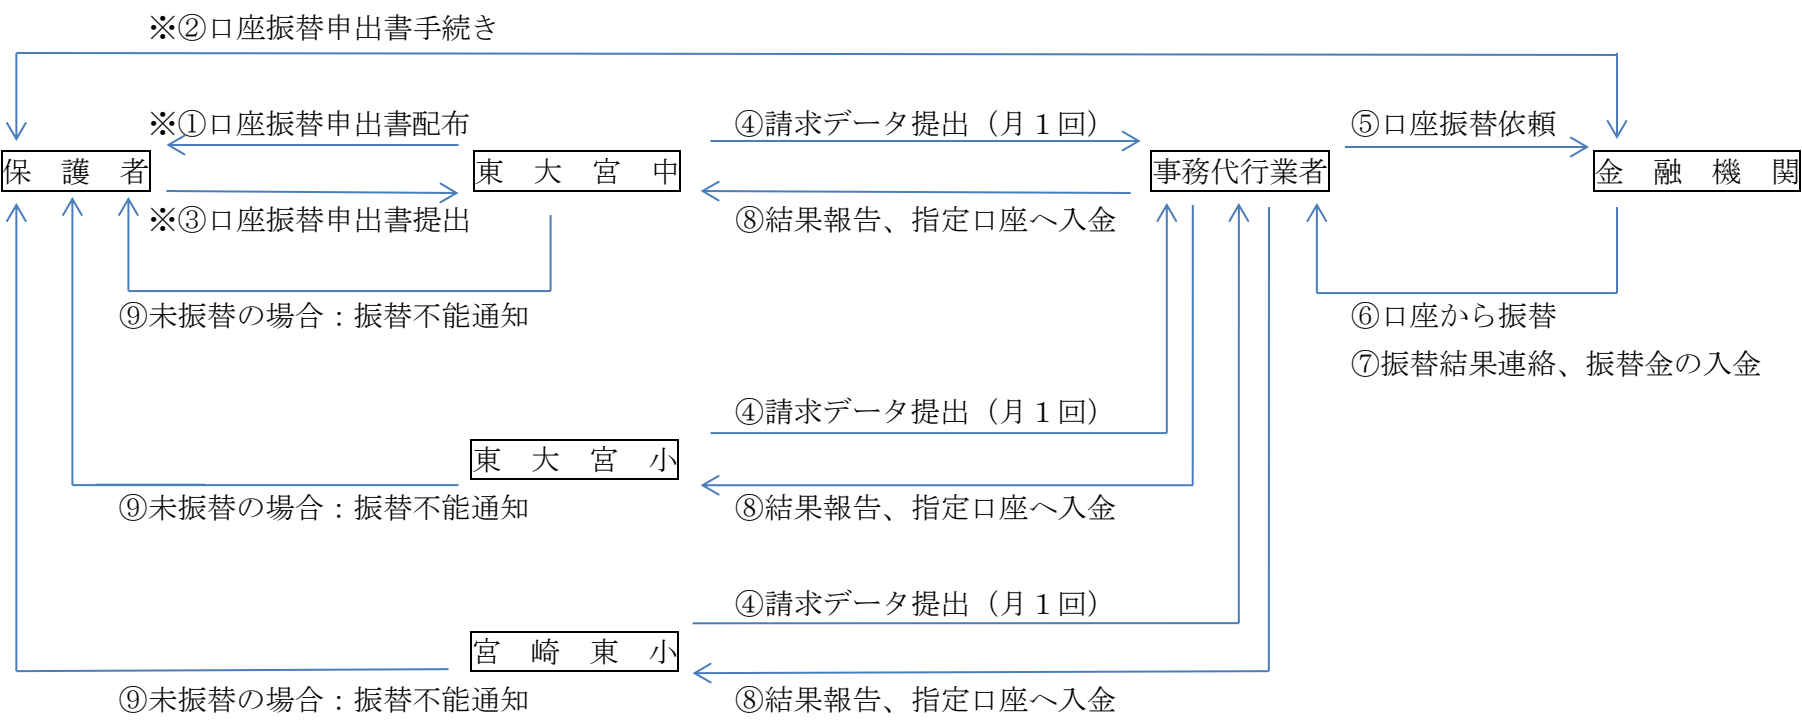 ※②口座振替申出書手続き
※①口座振替申出書配布
④請求データ提出（月１回）
⑤口座振替依頼
保　護　者
東　大　宮　中
事務代行業者
金　融　機　関
※③口座振替申出書提出
⑧結果報告、指定口座へ入金
⑨未振替の場合：振替不能通知
⑥口座から振替
⑦振替結果連絡、振替金の入金
④請求データ提出（月１回）
東　大　宮　小
⑨未振替の場合：振替不能通知
⑧結果報告、指定口座へ入金
④請求データ提出（月１回）
宮　崎　東　小
⑨未振替の場合：振替不能通知
⑧結果報告、指定口座へ入金